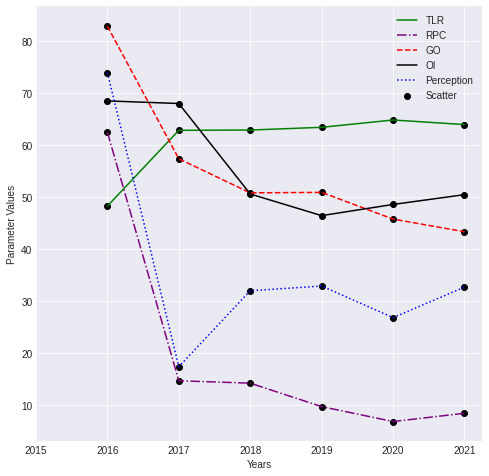 TLR
RPC
GO
OI
Perception
Scatter
Parameter Values
80
70
60
50
40
30
20
10
2015 2016 2017 2018 2019 2020 2021
Years